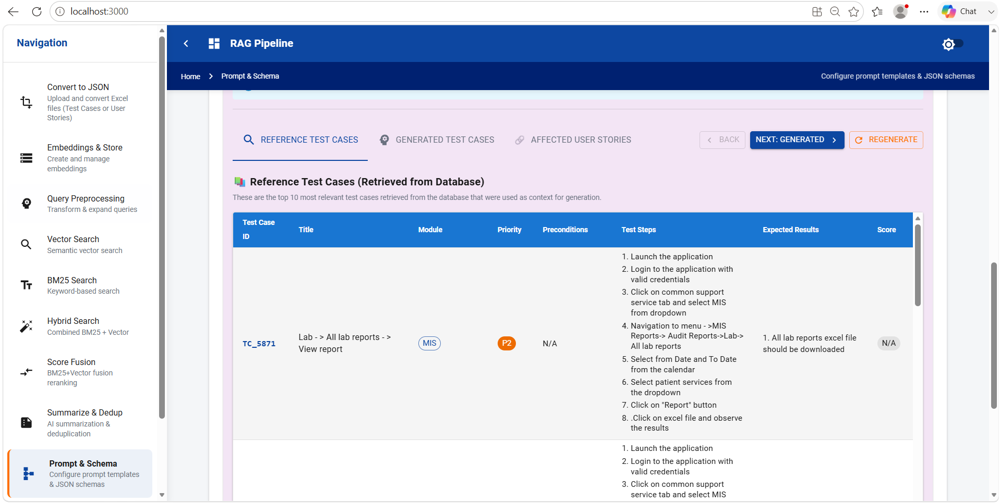 localhost:3000
Chat
Navigation
Convert to JSON
Upload and convert Excel
files (Test Cases or User
Stories)
Embeddings & Store
Create and manage
embeddings
Query Preprocessing
Transform & expand queries
Vector Search
Semantic vector search
BM25 Search
Keyword-based search
Hybrid Search
Combined BM25 + Vector
Score Fusion
BM25+Vector fusion
reranking
Summarize & Dedup
AI summarization &
deduplication
Prompt & Schema
Configure prompt templates
& JSON schemas
RAG Pipeline
Home > Prompt & Schema
Configure prompt templates & JSON schemas
REFERENCE TEST CASES
GENERATED TEST CASES
AFFECTED USER STORIES
BACK
NEXT: GENERATED
REGENERATE
Reference Test Cases (Retrieved from Database)
These are the top 10 most relevant test cases retrieved from the database that were used as context for generation.
Test Case
ID
Title
Module
Priority
Preconditions
Test Steps
Expected Results
Score
TC_5871
Lab - > All lab reports - >
View report
MIS
P2
N/A
1. Launch the application
2. Login to the application with
valid credentials
3. Click on common support
service tab and select MIS
from dropdown
4. Navigation to menu - >MIS
Reports-> Audit Reports->Lab->
All lab reports
5. Select from Date and To Date
from the calendar
6. Select patient services from
the dropdown
7. Click on "Report" button
8. .Click on excel file and observe
the results
1. All lab reports excel file
should be downloaded
N/A
1. Launch the application
2. Login to the application with
valid credentials
3. Click on common support
service tab and select MIS